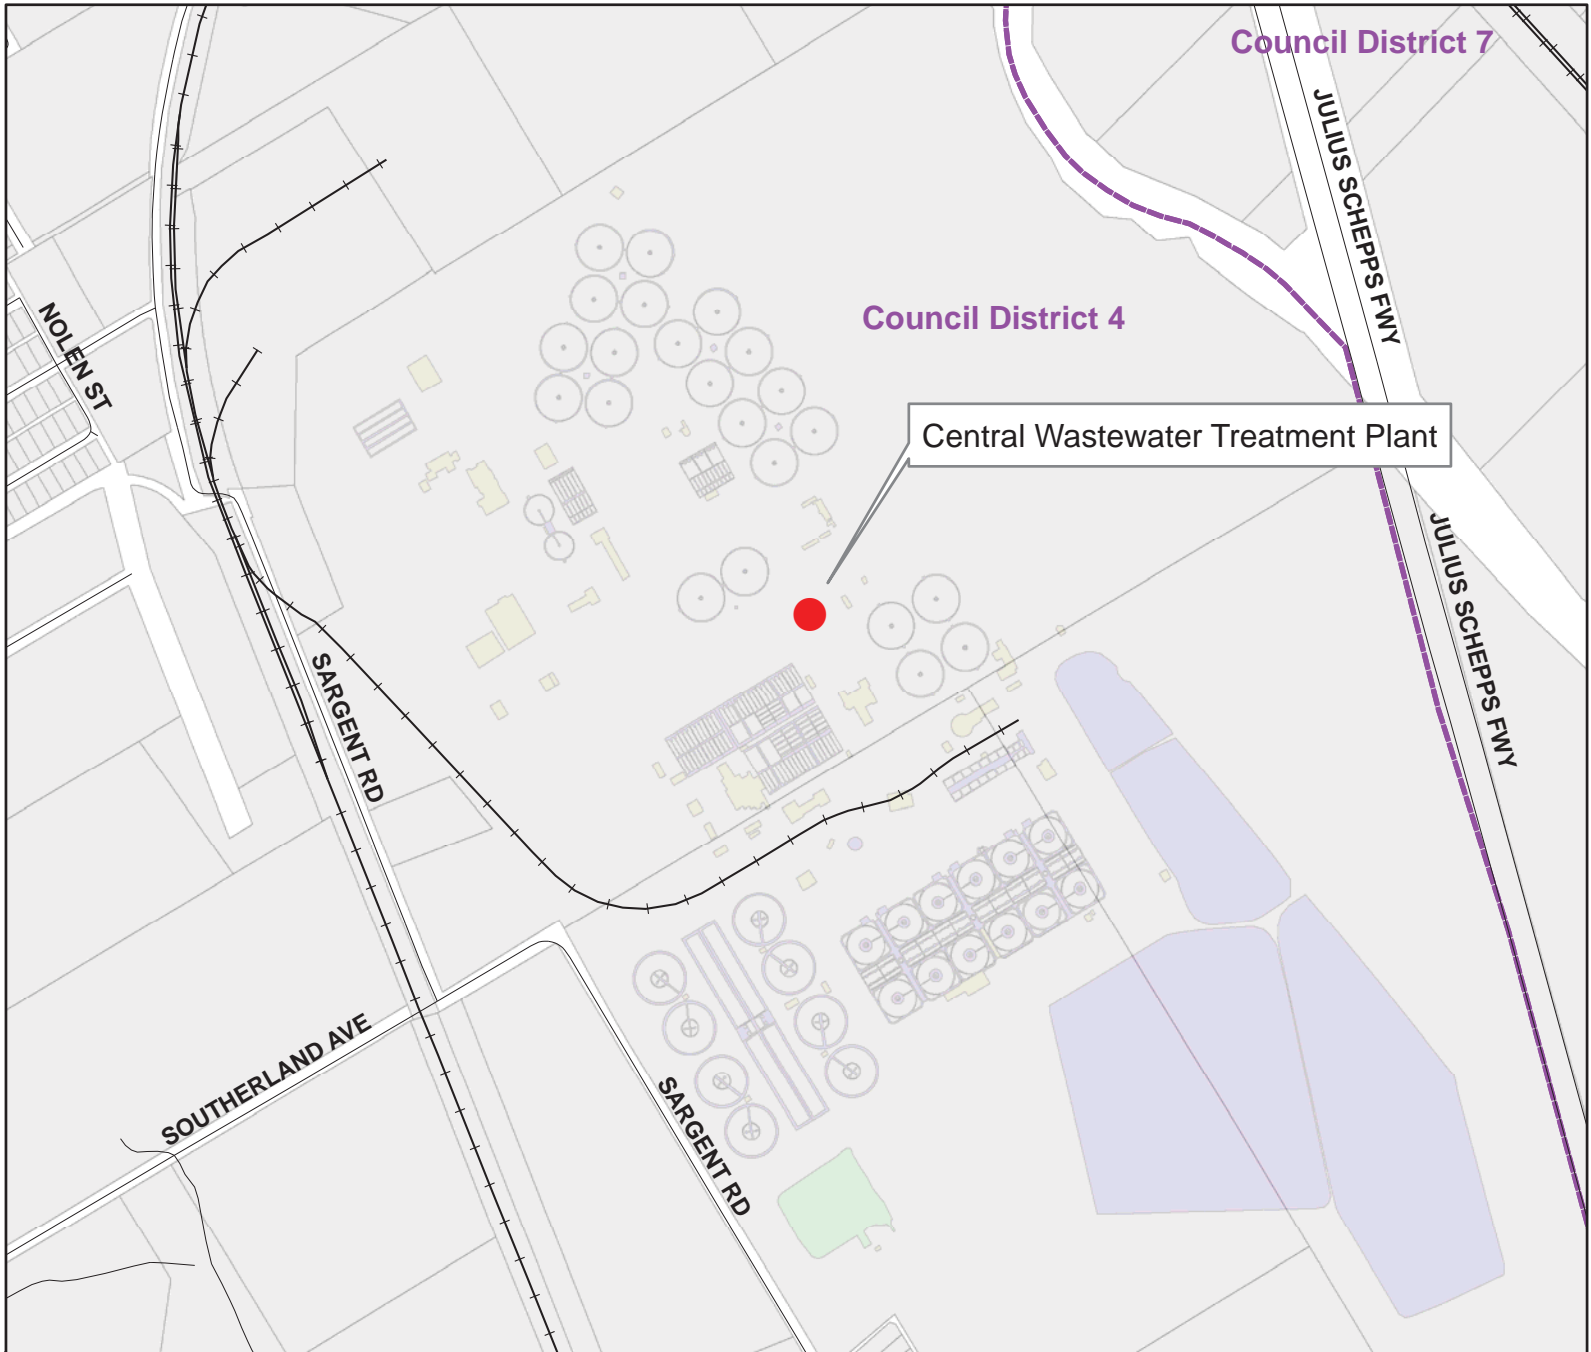 Council District 7
JULIUS SCHEPPS FWY
NOLEN ST
Council District 4
Central Wastewater Treatment Plant
JULIUS SCHEPPS FWY
SARGENT RD
SOUTHERLAND AVE
SARGENT RD